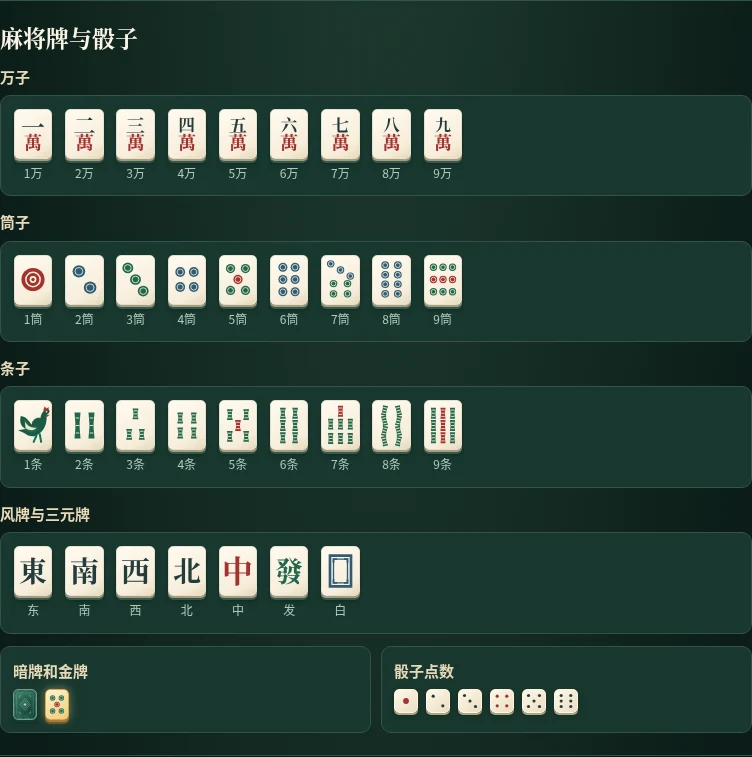 麻将牌与骰子
万子
一 二 三 四 五 六 七 八 九
萬 萬 萬 萬 萬 萬 萬 萬 萬
1万 2万 3万 4万 5万 6万 7万 8万 9万
筒子
1筒 2筒 3筒 4筒 5筒 6筒 7筒 8筒 9筒
条子
1条 2条 3条 4条 5条 6条 7条 8条 9条
风牌与三元牌
東 南 西 北 中 發
东 南 西 北 中 发 白
暗牌和金牌
骰子点数